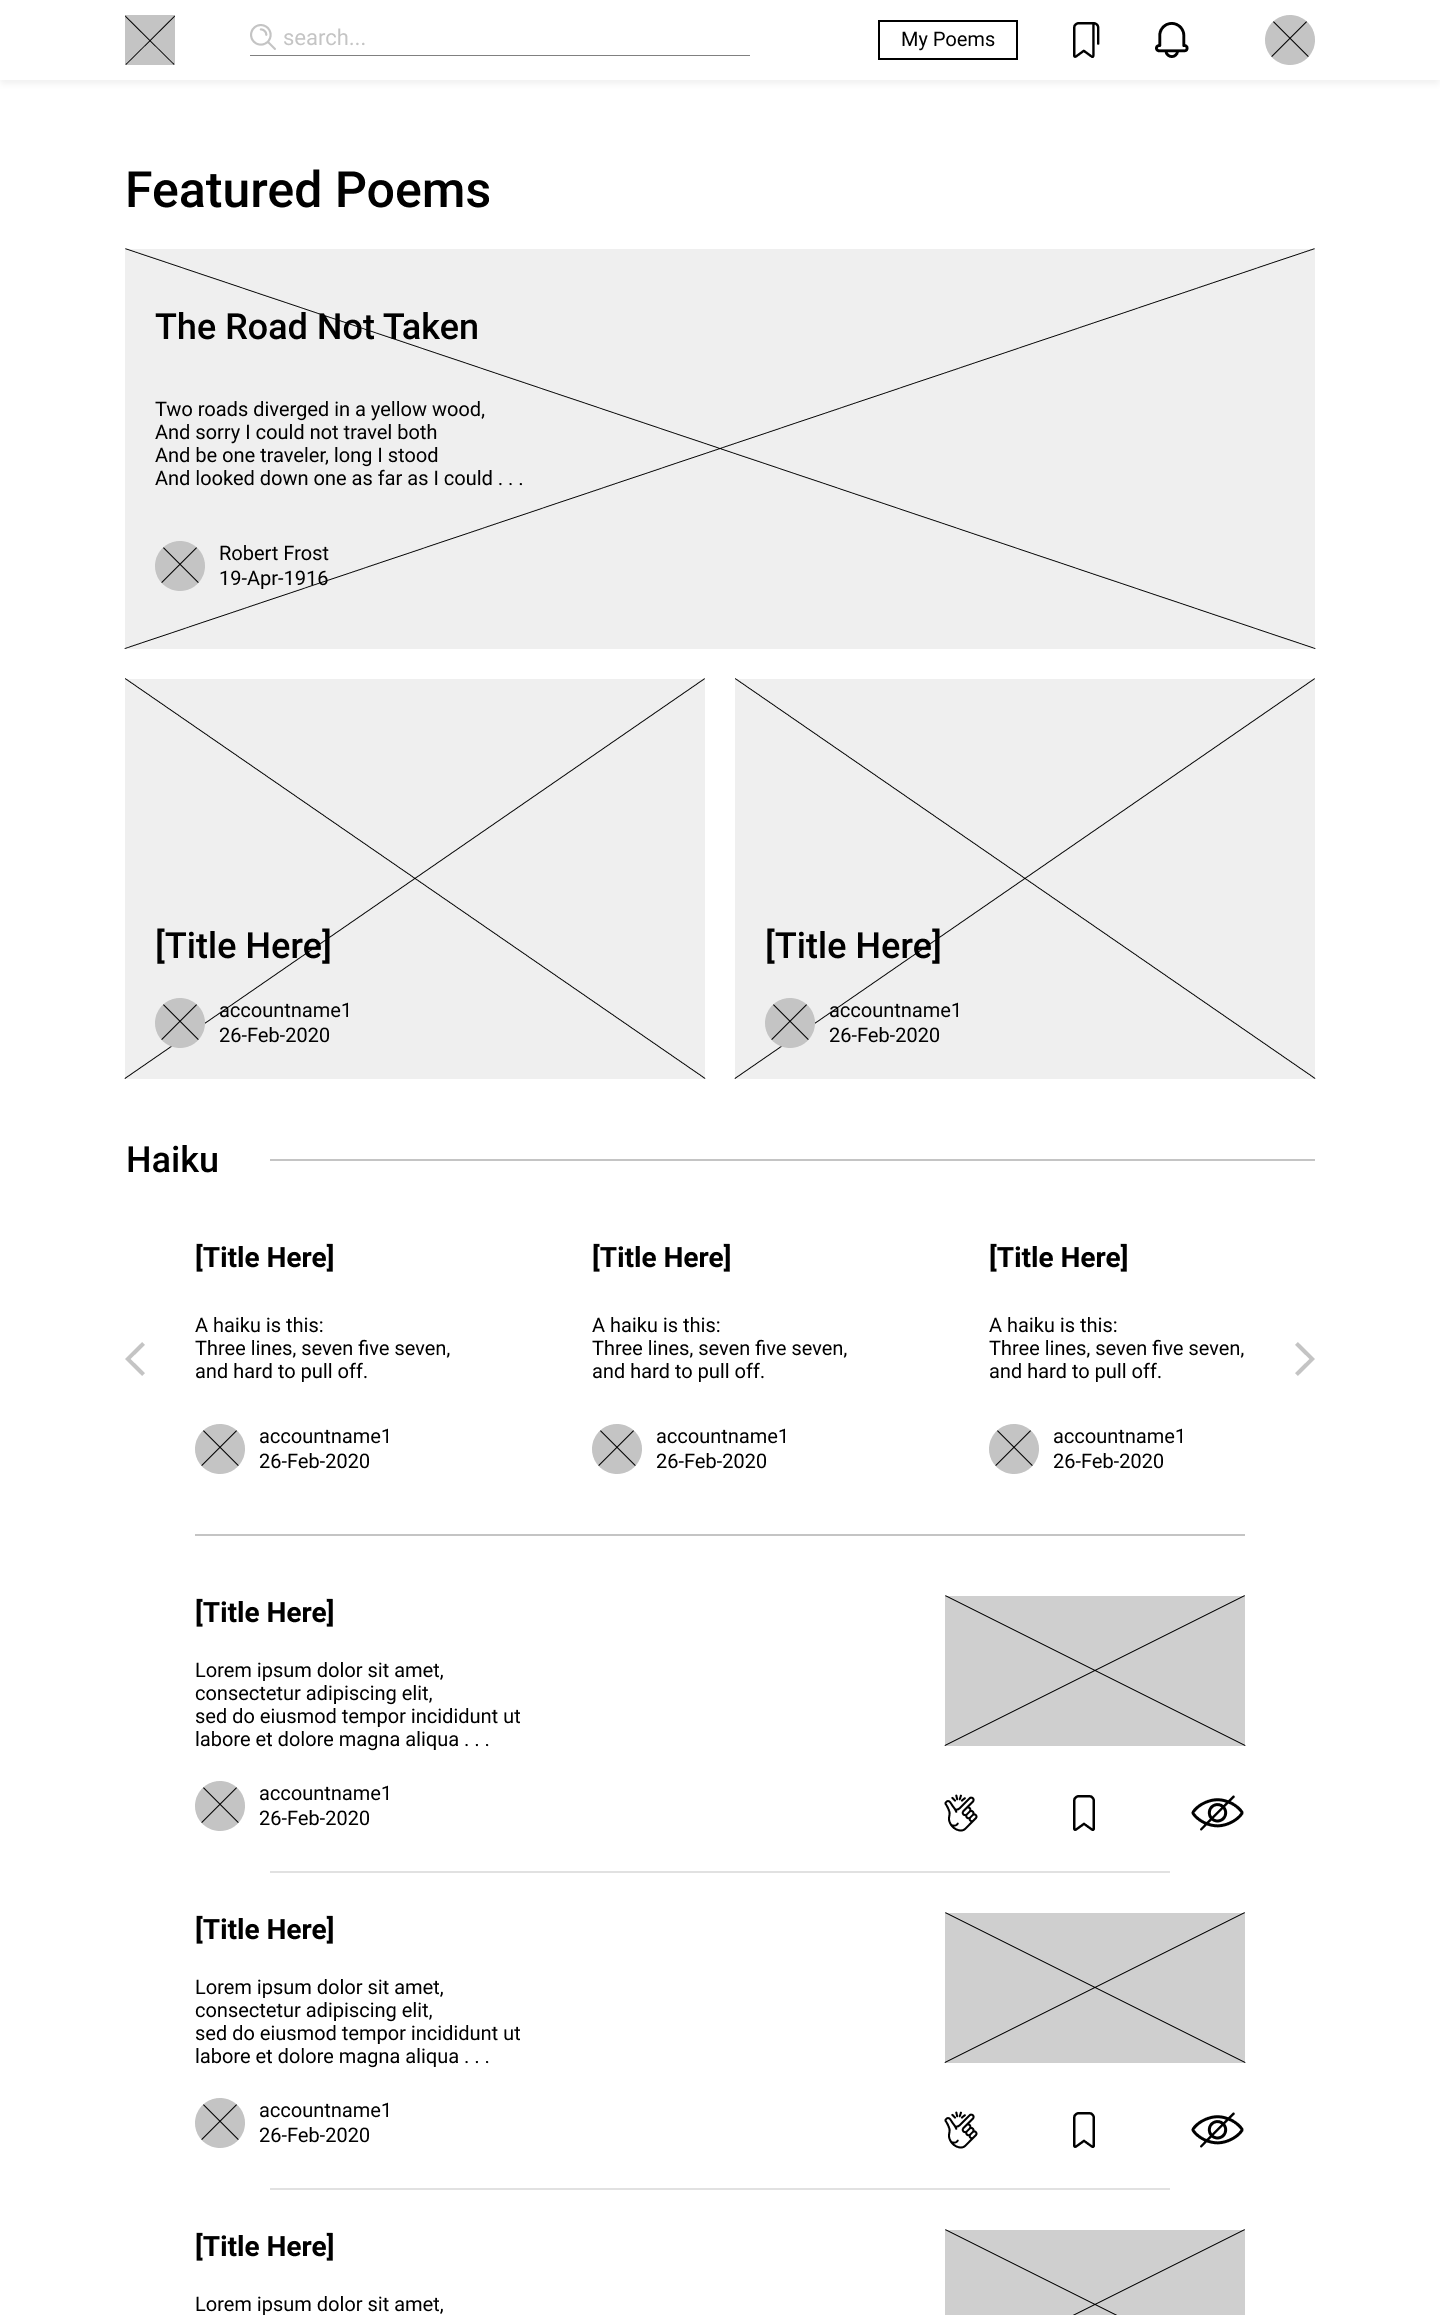 search...
My Poems
Featured Poems
The Road Not Taken
Two roads diverged in a yellow wood,
And sorry I could not travel both
And be one traveler, long I stood
And looked down one as far as I could . . .
Robert Frost
19-Apr-1916
[Title Here]
accountname1
26-Feb-2020
[Title Here]
accountname1
26-Feb-2020
Haiku
[Title Here]
A haiku is this:
Three lines, seven five seven,
and hard to pull off.
accountname1
26-Feb-2020
[Title Here]
A haiku is this:
Three lines, seven five seven,
and hard to pull off.
accountname1
26-Feb-2020
[Title Here]
A haiku is this:
Three lines, seven five seven,
and hard to pull off.
accountname1
26-Feb-2020
[Title Here]
Lorem ipsum dolor sit amet,
consectetur adipiscing elit,
sed do eiusmod tempor incididunt ut
labore et dolore magna aliqua . . .
accountname1
26-Feb-2020
[Title Here]
Lorem ipsum dolor sit amet,
consectetur adipiscing elit,
sed do eiusmod tempor incididunt ut
labore et dolore magna aliqua . . .
accountname1
26-Feb-2020
[Title Here]
Lorem ipsum dolor sit amet,